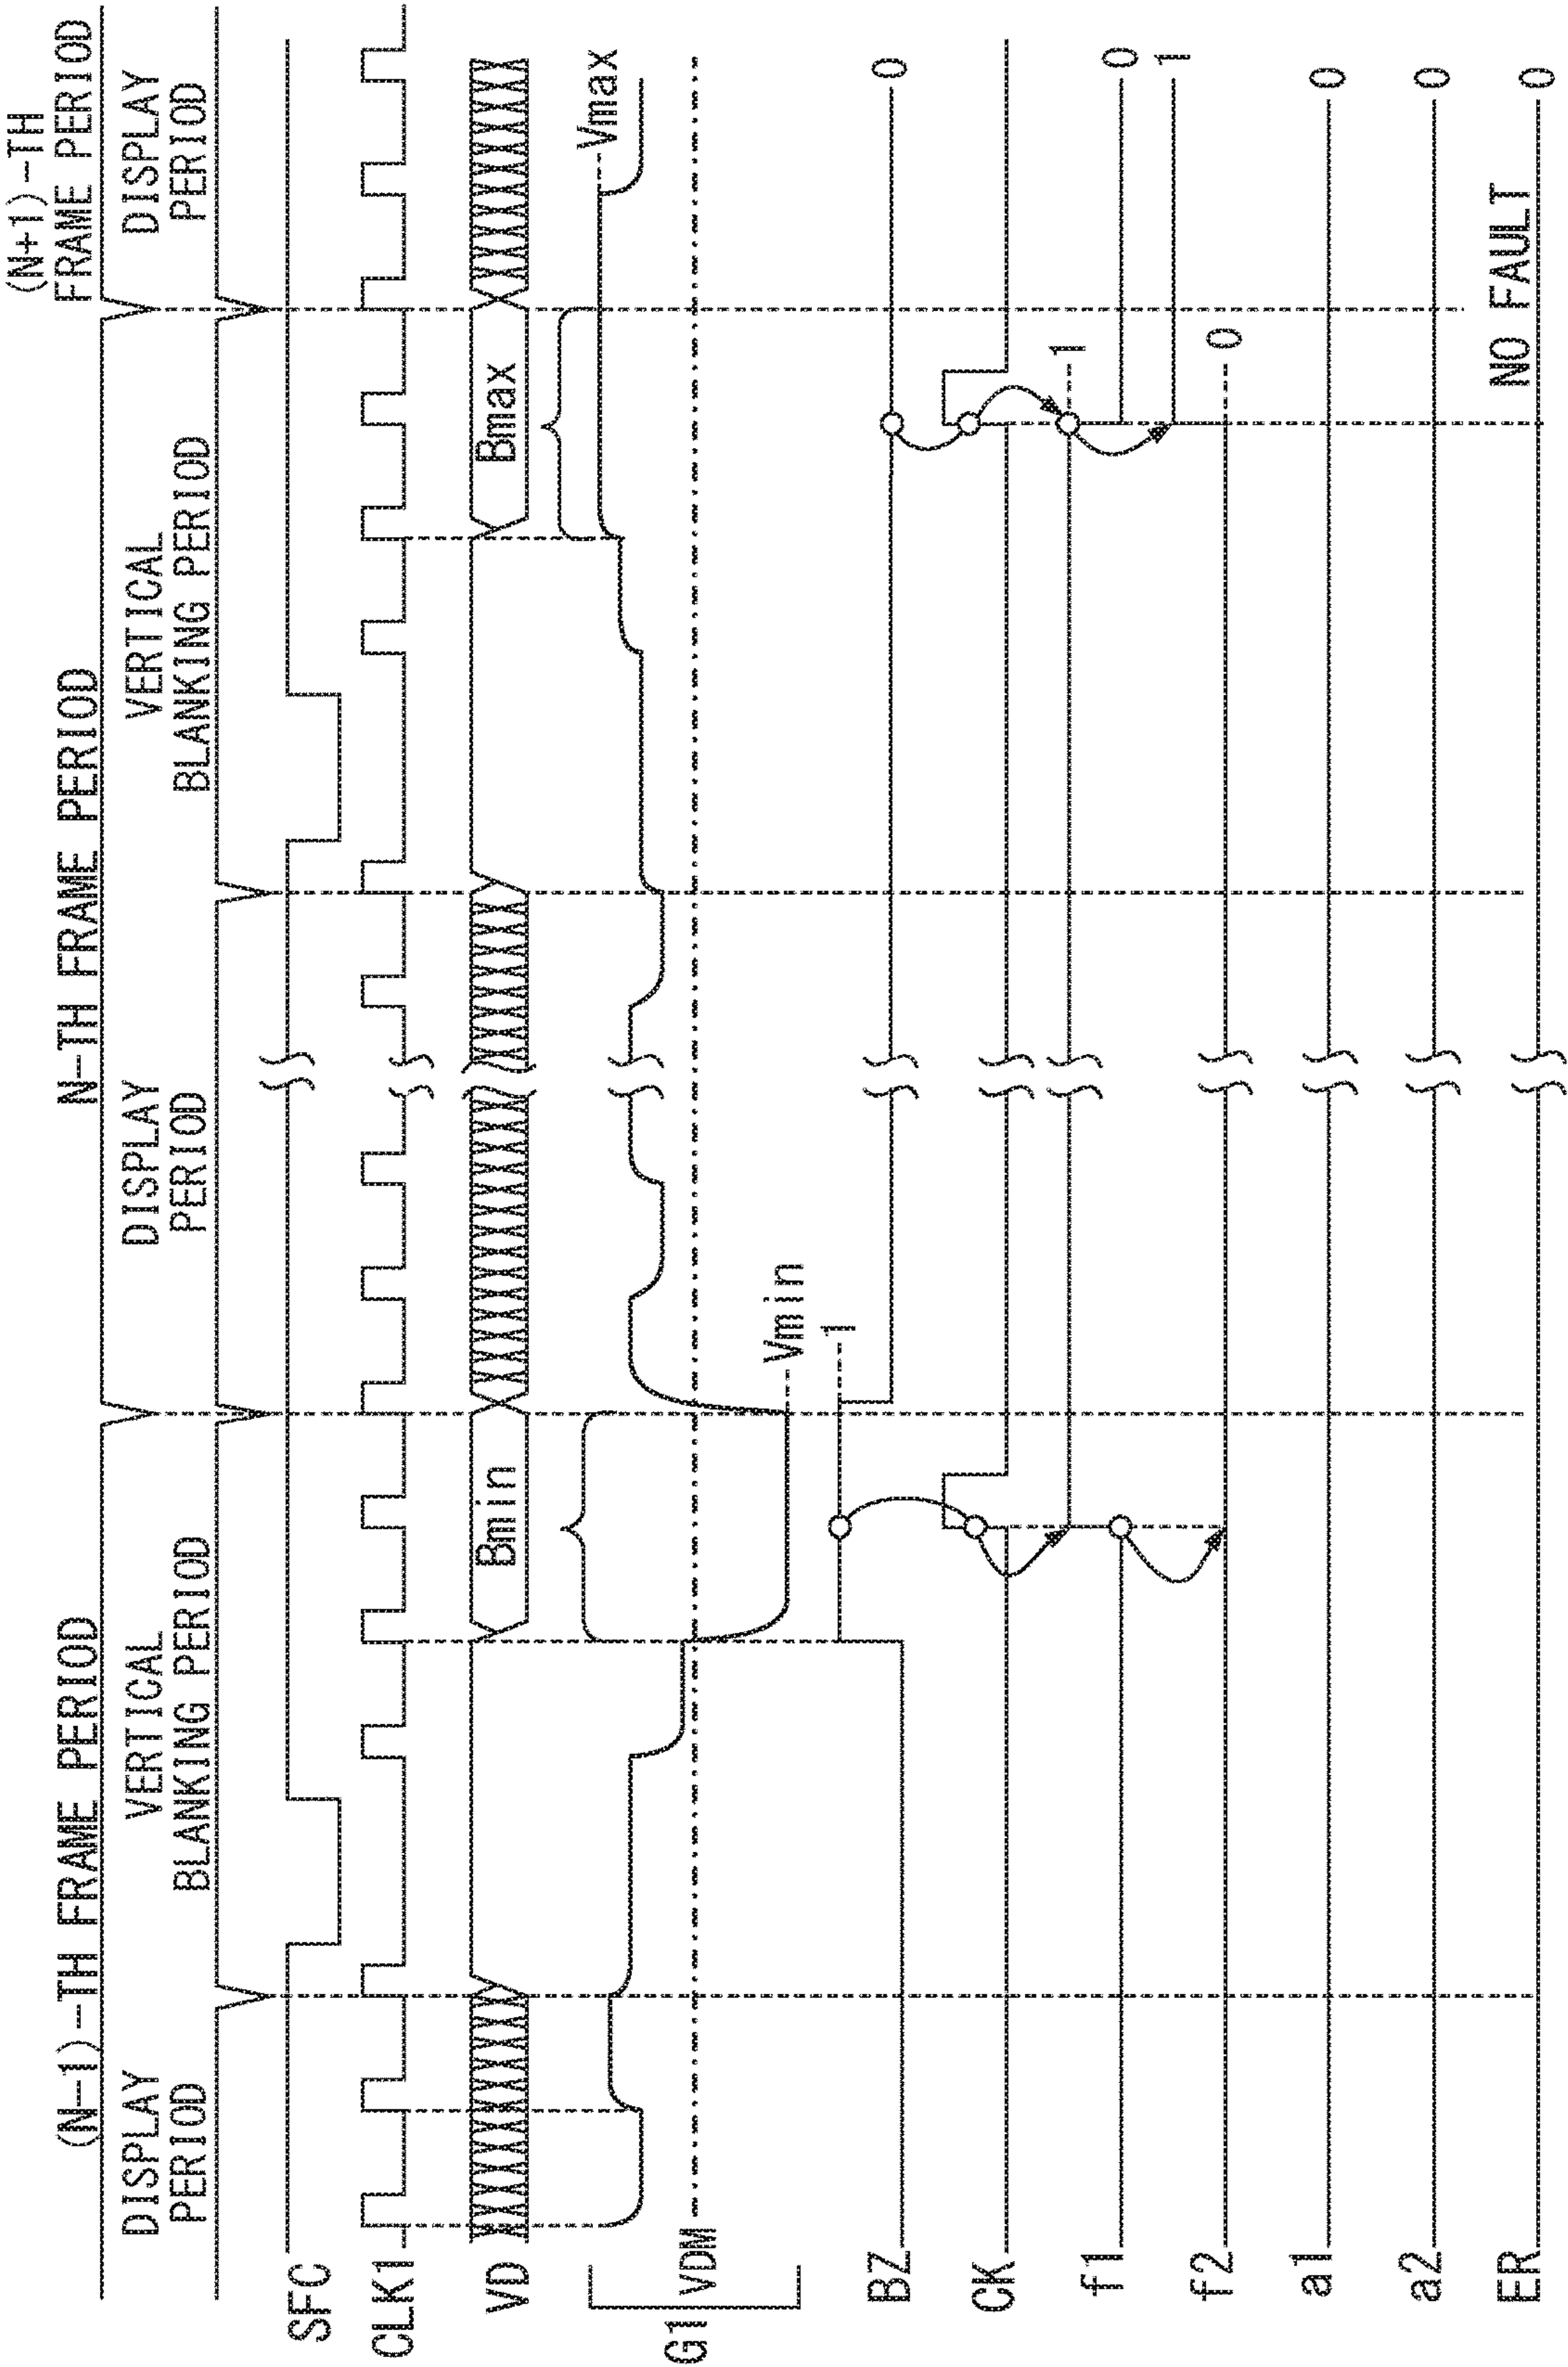 (N-1)-TH FRAME PERIOD
N-TH FRAME PERIOD
(N+1)-TH
FRAME PERIOD
DISPLAY
PERIOD
VERTICAL
BLANKING PERIOD
DISPLAY
PERIOD
VERTICAL
BLANKING PERIOD
DISPLAY
PERIOD
SFC
CLK1
VD
Bmin
Bmax
G1
VDM
Vmin
Vmax
BZ
1
0
CK
f1
1
0
f2
1
0
a1
0
a2
0
ER
NO FAULT
0